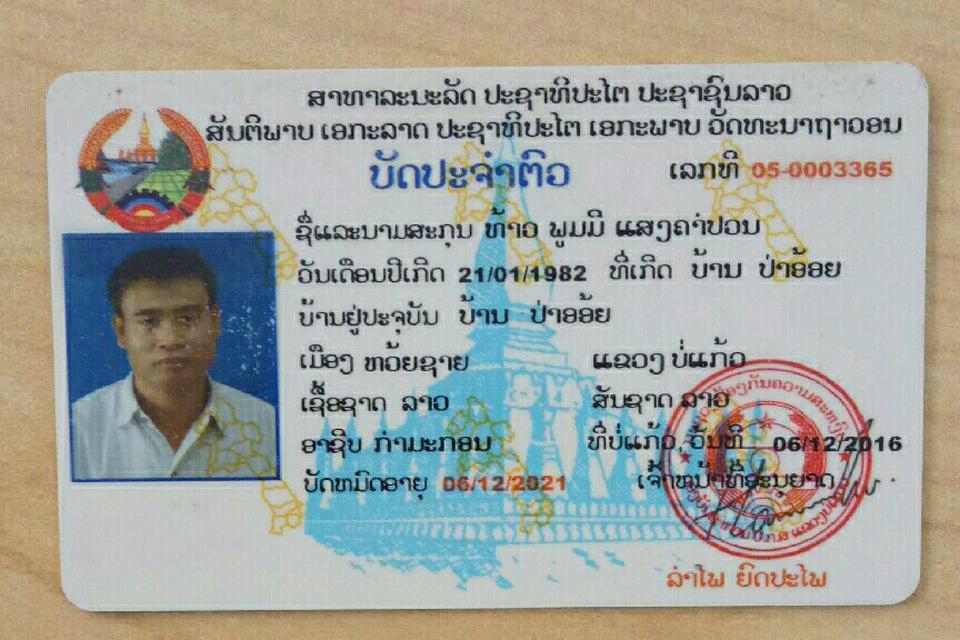 ສາທາລະນະລັດ ປະຊາທິປະໄຕ ປະຊາຊົນລາວ
ສັນຕິພາບ ເອກະລາດ ປະຊາທິປະໄຕ ເອກະພາບ ວັດທະນາຖາວອນ
ບັດປະຈຳຕົວ ເລກທີ 05-0003365
ຊື່ແລະນາມສະກຸນ ທ້າວ ພູມມີ ແສງຄຳປອນ
ວັນເດືອນປີເກີດ 21/01/1982 ທີ່ເກີດ ບ້ານ ປ່າອ້ອຍ
ບ້ານຢູ່ປະຈຸບັນ ບ້ານ ປ່າອ້ອຍ
ເມືອງ ຫວ້ຍຊາຍ ແຂວງ ບໍ່ແກ້ວ
ເຊື້ອຊາດ ລາວ ສັນຊາດ ລາວ
ອາຊີບ ກຳມະກອນ ທີ່ບໍ່ແກ້ວ ວັນທີ 06/12/2016
ບັດຫມົດອາຍຸ 06/12/2021 ເຈົ້າຫນ້າທີ່ອະນຸຍາດ
ລຳໄພ ຍົດປະໄພ